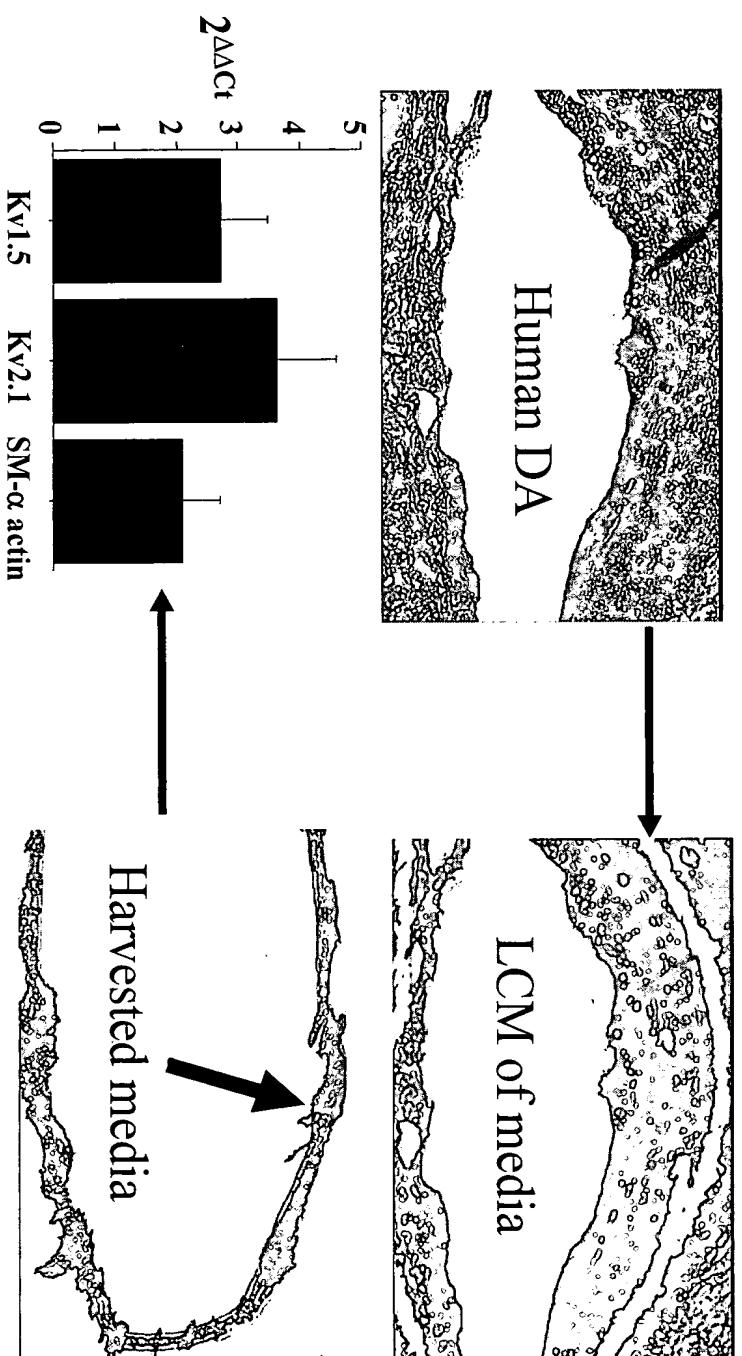 Human DA
LCM of media
Harvested media
2ΔΔCt
5
4
3
2
1
0
Kv1.5 Kv2.1 SM-α actin